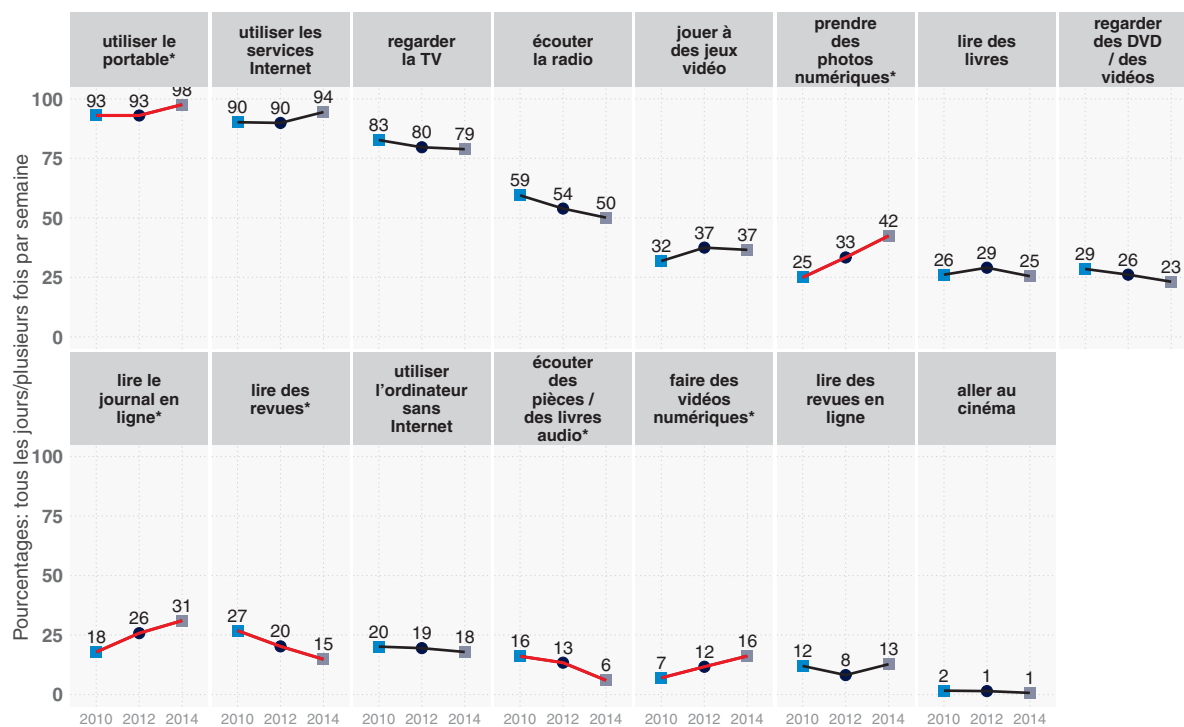 Pourcentages: tous les jours/plusieurs fois par semaine
utiliser le
portable*
utiliser les
services
Internet
regarder
la TV
écouter
la radio
jouer à
des jeux
vidéo
prendre
des
photos
numériques*
lire des
livres
regarder
des DVD
/ des
vidéos
100
75
50
25
0
93 93 98
90 90 94
83 80 79
59 54 50
32 37 37
25 33 42
26 29 25
29 26 23
lire le
journal en
ligne*
lire des
revues*
utiliser
l'ordinateur
sans
Internet
écouter
des
pièces /
des livres
audio*
faire des
vidéos
numériques*
lire des
revues en
ligne
aller au
cinéma
100
75
50
25
0
18 26 31
27 20 15
20 19 18
16 13 6
7 12 16
12 8 13
2 1 1
2010 2012 2014
2010 2012 2014
2010 2012 2014
2010 2012 2014
2010 2012 2014
2010 2012 2014
2010 2012 2014